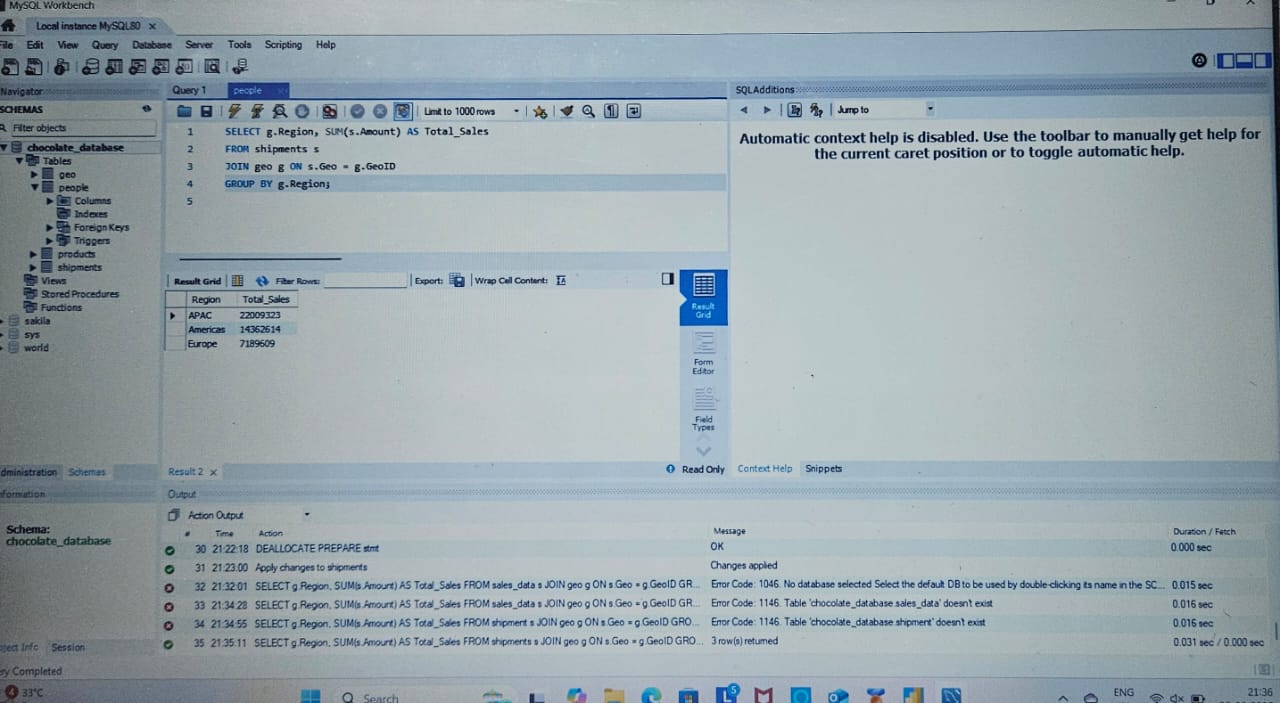 MySQL Workbench
Local instance MySQL80 ×
File Edit View Query Database Server Tools Scripting Help
Navigator
SCHEMAS
Filter objects
chocolate_database
Tables
geo
people
Columns
Indexes
Foreign Keys
Triggers
products
shipments
Views
Stored Procedures
Functions
sakila
sys
world
Administration Schemas
Information
Schema:
chocolate_database
Object Info Session
Query Completed
Query 1 people
Limit to 1000 rows
1 SELECT g.Region, SUM(s.Amount) AS Total_Sales
2 FROM shipments s
3 JOIN geo g ON s.Geo = g.GeoID
4 GROUP BY g.Region;
5
Result Grid Filter Rows: Export: Wrap Cell Content:
Region Total_Sales
APAC 22009323
Americas 14362614
Europe 7189609
Result Grid
Form Editor
Field Types
Result 2 × Read Only
SQLAdditions
Jump to
Automatic context help is disabled. Use the toolbar to manually get help for
the current caret position or to toggle automatic help.
Context Help Snippets
Output
Action Output
# Time Action Message Duration / Fetch
30 21:22:18 DEALLOCATE PREPARE stmt OK 0.000 sec
31 21:23:00 Apply changes to shipments Changes applied
32 21:32:01 SELECT g.Region, SUM(s.Amount) AS Total_Sales FROM sales_data s JOIN geo g ON s.Geo = g.GeoID GR... Error Code: 1046. No database selected Select the default DB to be used by double-clicking its name in the SC... 0.015 sec
33 21:34:28 SELECT g.Region, SUM(s.Amount) AS Total_Sales FROM sales_data s JOIN geo g ON s.Geo = g.GeoID GR... Error Code: 1146. Table 'chocolate_database.sales_data' doesn't exist 0.016 sec
34 21:34:55 SELECT g.Region, SUM(s.Amount) AS Total_Sales FROM shipment s JOIN geo g ON s.Geo = g.GeoID GRO... Error Code: 1146. Table 'chocolate_database.shipment' doesn't exist 0.016 sec
35 21:35:11 SELECT g.Region, SUM(s.Amount) AS Total_Sales FROM shipments s JOIN geo g ON s.Geo = g.GeoID GRO... 3 row(s) returned 0.031 sec / 0.000 sec
4 33°C Search 5 ENG 21:36